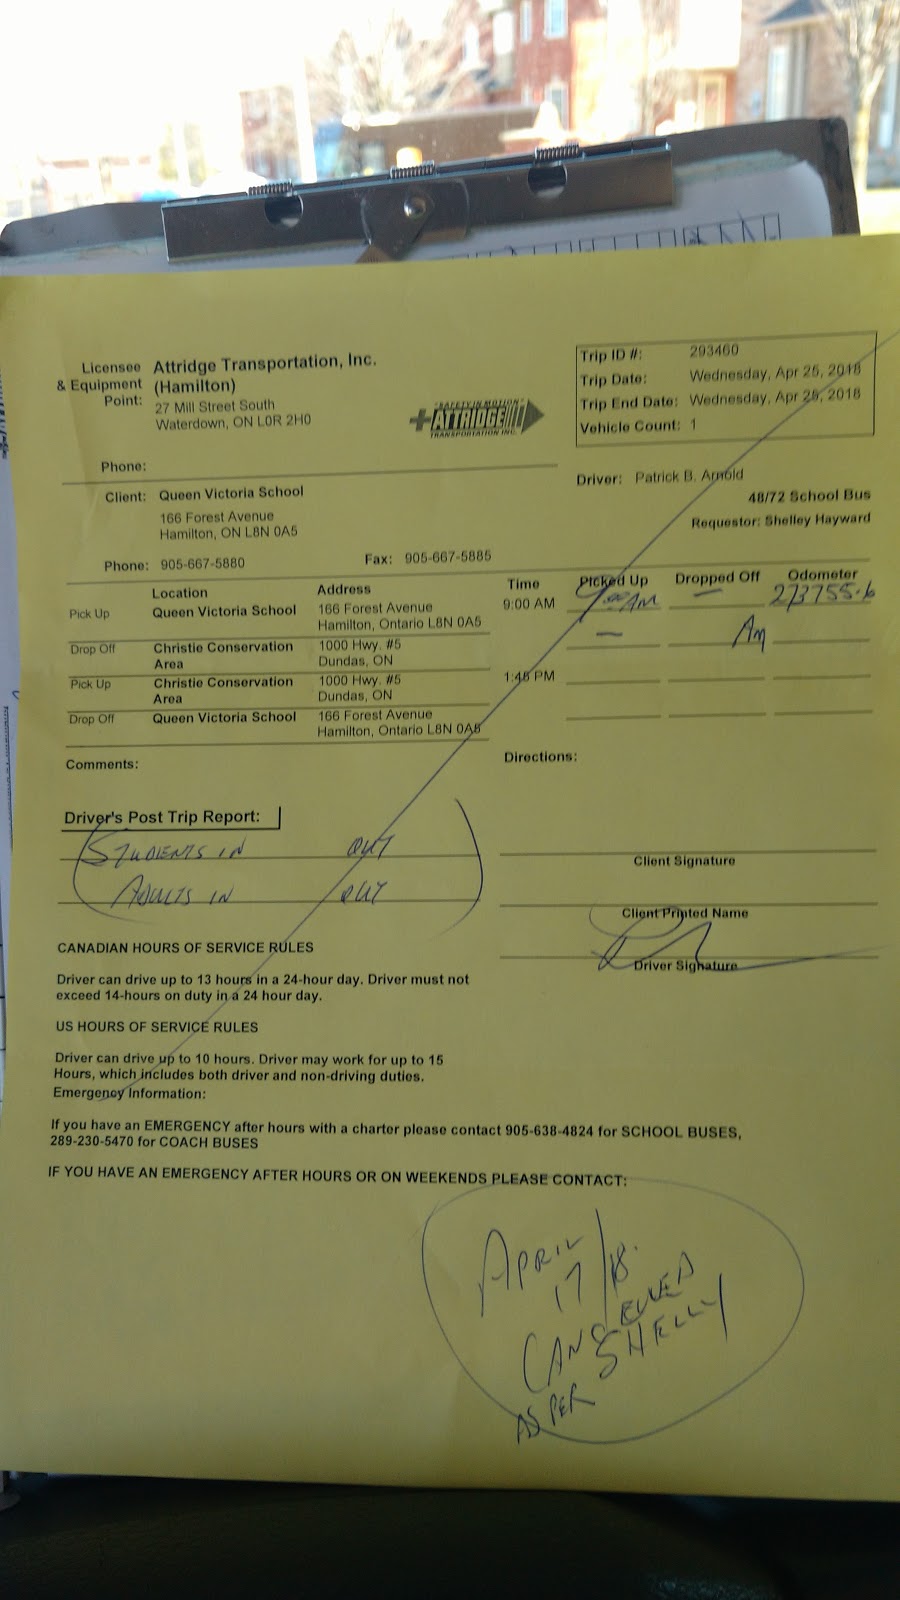 Licensee & Equipment Point:
Attridge Transportation, Inc.
(Hamilton)
27 Mill Street South
Waterdown, ON L0R 2H0
"SAFETY IN MOTION"
ATTRIDGE
TRANSPORTATION INC.
Trip ID #: 293460
Trip Date: Wednesday, Apr 25, 2018
Trip End Date: Wednesday, Apr 25, 2018
Vehicle Count: 1
Phone:
Driver: Patrick B. Arnold
48/72 School Bus
Requestor: Shelley Hayward
Client: Queen Victoria School
166 Forest Avenue
Hamilton, ON L8N 0A5
Phone: 905-667-5880 Fax: 905-667-5885
Location Address Time Picked Up Dropped Off Odometer
Pick Up Queen Victoria School 166 Forest Avenue 9:00 AM 9:00 AM — 273755.6
Hamilton, Ontario L8N 0A5
Drop Off Christie Conservation 1000 Hwy. #5 — Am
Area Dundas, ON
Pick Up Christie Conservation 1000 Hwy. #5 1:45 PM
Area Dundas, ON
Drop Off Queen Victoria School 166 Forest Avenue
Hamilton, Ontario L8N 0A5
Comments: Directions:
Driver's Post Trip Report:
STUDENTS IN OUT
ADULTS IN OUT
Client Signature
Client Printed Name
Driver Signature
CANADIAN HOURS OF SERVICE RULES
Driver can drive up to 13 hours in a 24-hour day. Driver must not
exceed 14-hours on duty in a 24 hour day.
US HOURS OF SERVICE RULES
Driver can drive up to 10 hours. Driver may work for up to 15
Hours, which includes both driver and non-driving duties.
Emergency Information:
If you have an EMERGENCY after hours with a charter please contact 905-638-4824 for SCHOOL BUSES,
289-230-5470 for COACH BUSES
IF YOU HAVE AN EMERGENCY AFTER HOURS OR ON WEEKENDS PLEASE CONTACT:
APRIL
17/18.
CANCELLED
AS PER SHELLY